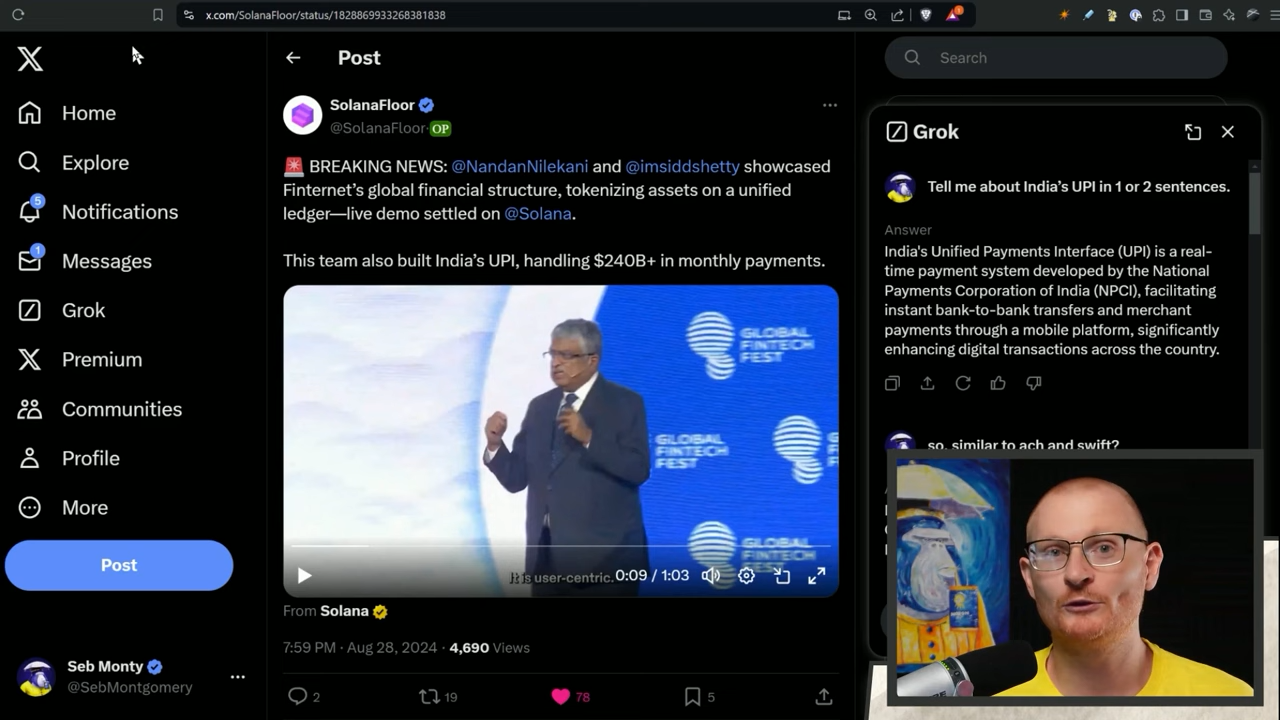 x.com/SolanaFloor/status/1828869933268381838
Home
Explore
5
Notifications
1
Messages
Grok
Premium
Communities
Profile
More
Post
Seb Monty
@SebMontgomery
Post
SolanaFloor
@SolanaFloor OP
🚨 BREAKING NEWS: @NandanNilekani and @imsiddshetty showcased
Finternet’s global financial structure, tokenizing assets on a unified
ledger—live demo settled on @Solana.
This team also built India’s UPI, handling $240B+ in monthly payments.
GLOBAL
FINTECH
FEST
GLOBAL
FINTECH
FEST
GLOBAL
It is user-centric.
0:09 / 1:03
From Solana
7:59 PM · Aug 28, 2024 · 4,690 Views
2
19
78
5
Search
Grok
Tell me about India’s UPI in 1 or 2 sentences.
Answer
India's Unified Payments Interface (UPI) is a real-
time payment system developed by the National
Payments Corporation of India (NPCI), facilitating
instant bank-to-bank transfers and merchant
payments through a mobile platform, significantly
enhancing digital transactions across the country.
so, similar to ach and swift?